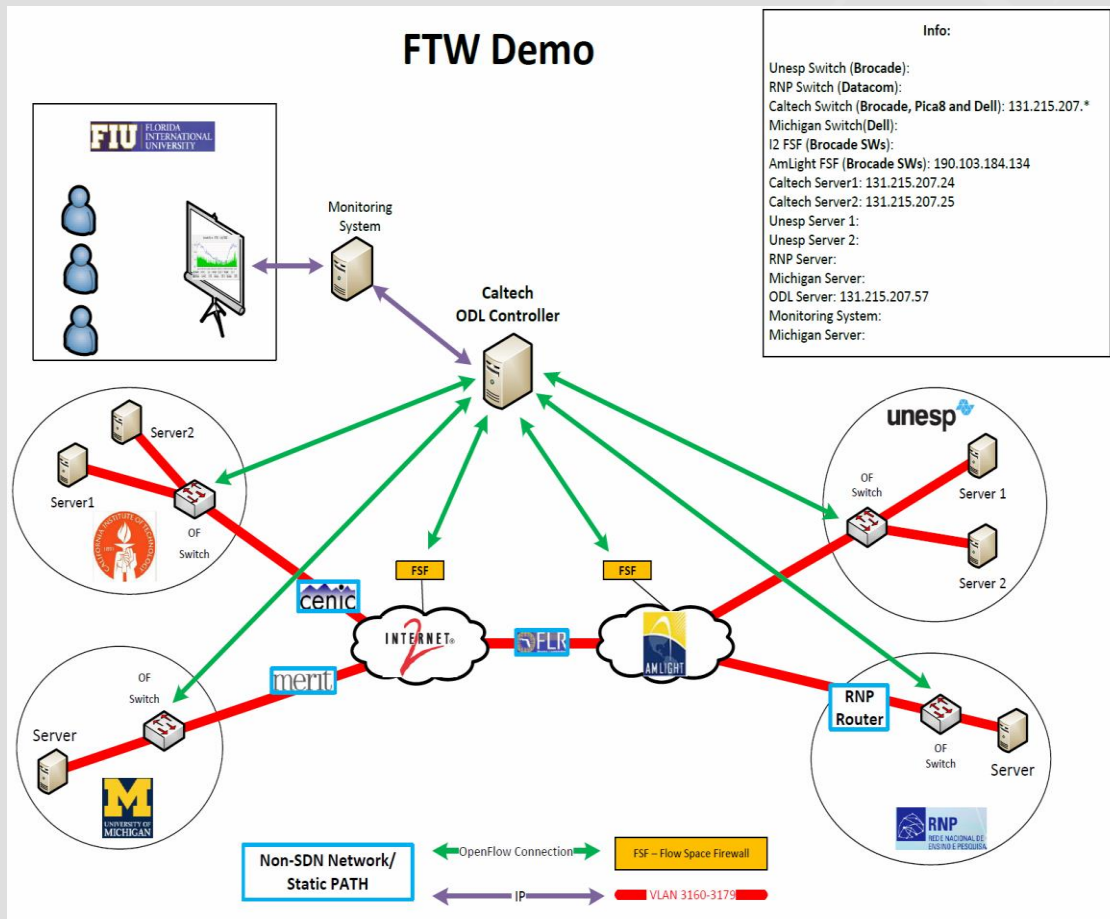 FTW Demo
Info:
Unesp Switch (Brocade):
RNP Switch (Datacom):
Caltech Switch (Brocade, Pica8 and Dell): 131.215.207.*
Michigan Switch(Dell):
I2 FSF (Brocade SWs):
AmLight FSF (Brocade SWs): 190.103.184.134
Caltech Server1: 131.215.207.24
Caltech Server2: 131.215.207.25
Unesp Server 1:
Unesp Server 2:
RNP Server:
Michigan Server:
ODL Server: 131.215.207.57
Monitoring System:
Michigan Server:
FIU
FLORIDA
INTERNATIONAL
UNIVERSITY
Monitoring
System
Caltech
ODL Controller
Server2
Server1
OF
Switch
CALIFORNIA INSTITUTE OF TECHNOLOGY
1891
unesp
OF
Switch
Server 1
Server 2
FSF
FSF
cenic
INTERNET®
2
FLR
AMLIGHT
merit
OF
Switch
Server
M
UNIVERSITY OF
MICHIGAN
RNP
Router
OF
Switch
Server
RNP
REDE NACIONAL DE
ENSINO E PESQUISA
Non-SDN Network/
Static PATH
OpenFlow Connection
FSF – Flow Space Firewall
IP
VLAN 3160-3179